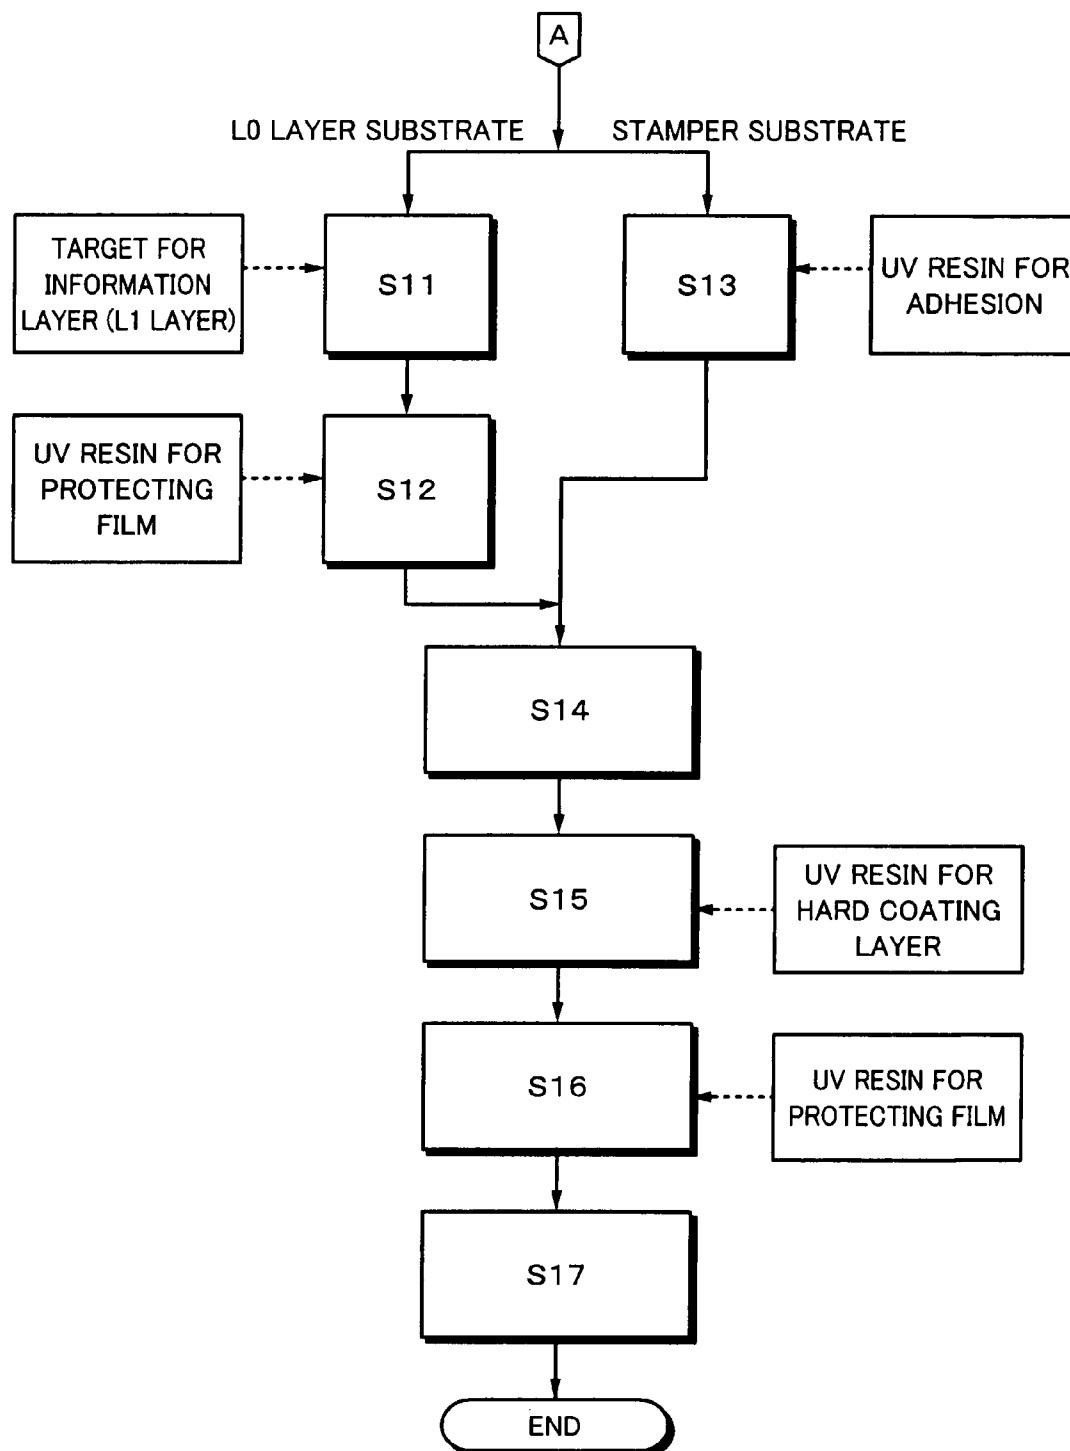 A
L0 LAYER SUBSTRATE
STAMPER SUBSTRATE
TARGET FOR
INFORMATION
LAYER (L1 LAYER)
S11
S13
UV RESIN FOR
ADHESION
UV RESIN FOR
PROTECTING
FILM
S12
S14
S15
UV RESIN FOR
HARD COATING
LAYER
S16
UV RESIN FOR
PROTECTING FILM
S17
END